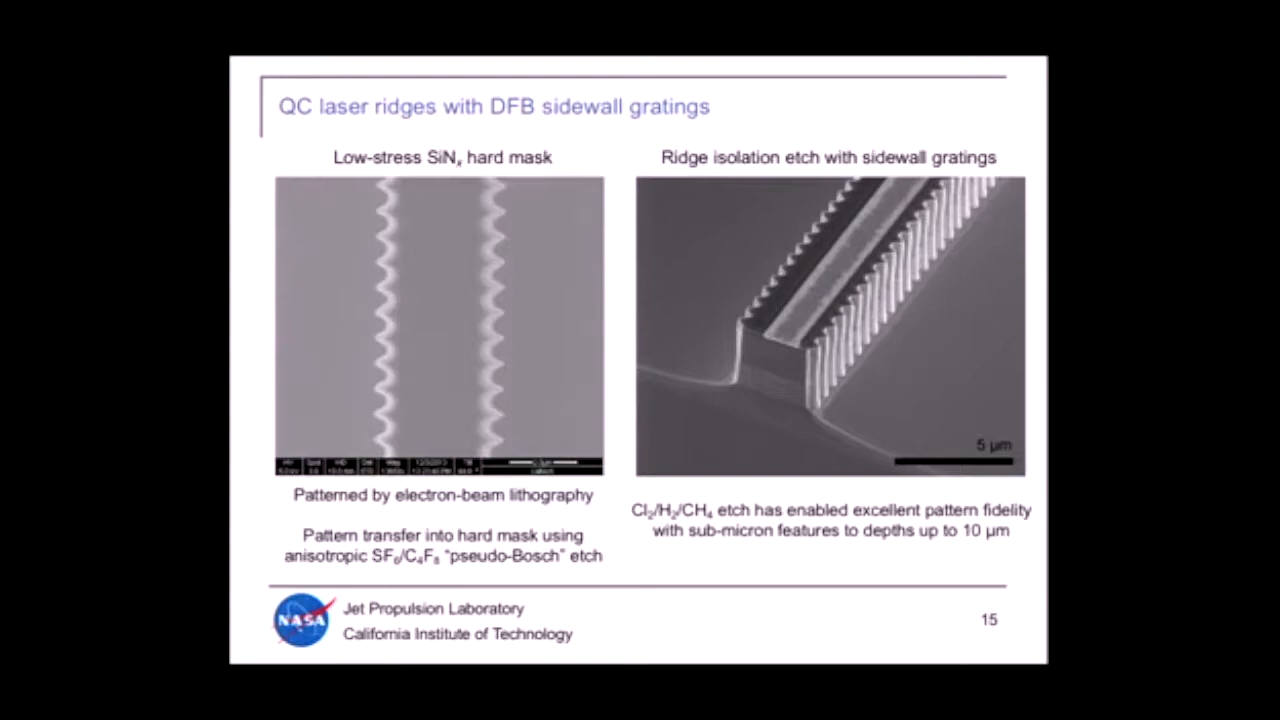 QC laser ridges with DFB sidewall gratings
Low-stress SiNₓ hard mask
Ridge isolation etch with sidewall gratings
5 µm
Patterned by electron-beam lithography
Pattern transfer into hard mask using
anisotropic SF₆/C₄F₈ “pseudo-Bosch” etch
Cl₂/H₂/CH₄ etch has enabled excellent pattern fidelity
with sub-micron features to depths up to 10 µm
NASA
Jet Propulsion Laboratory
California Institute of Technology
15